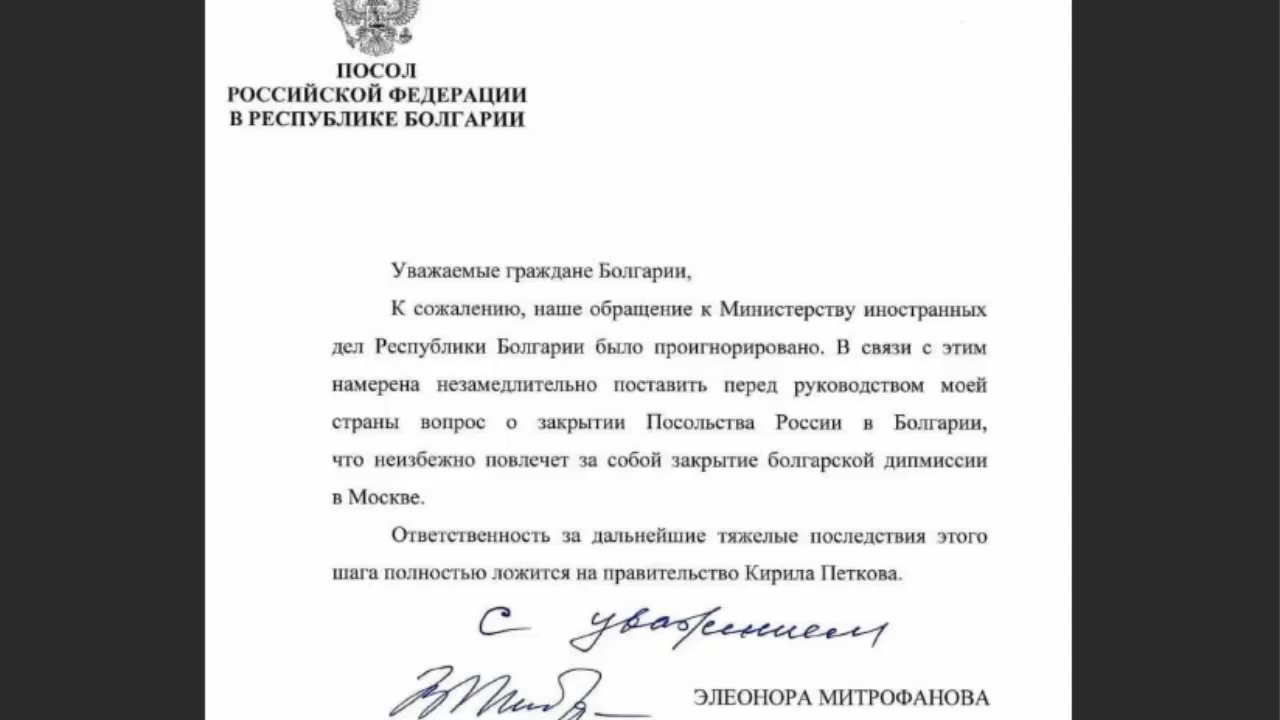 ПОСОЛ
РОССИЙСКОЙ ФЕДЕРАЦИИ
В РЕСПУБЛИКЕ БОЛГАРИИ
Уважаемые граждане Болгарии,
К сожалению, наше обращение к Министерству иностранных
дел Республики Болгарии было проигнорировано. В связи с этим
намерена незамедлительно поставить перед руководством моей
страны вопрос о закрытии Посольства России в Болгарии,
что неизбежно повлечет за собой закрытие болгарской дипмиссии
в Москве.
Ответственность за дальнейшие тяжелые последствия этого
шага полностью ложится на правительство Кирила Петкова.
С уважением
ЭЛЕОНОРА МИТРОФАНОВА